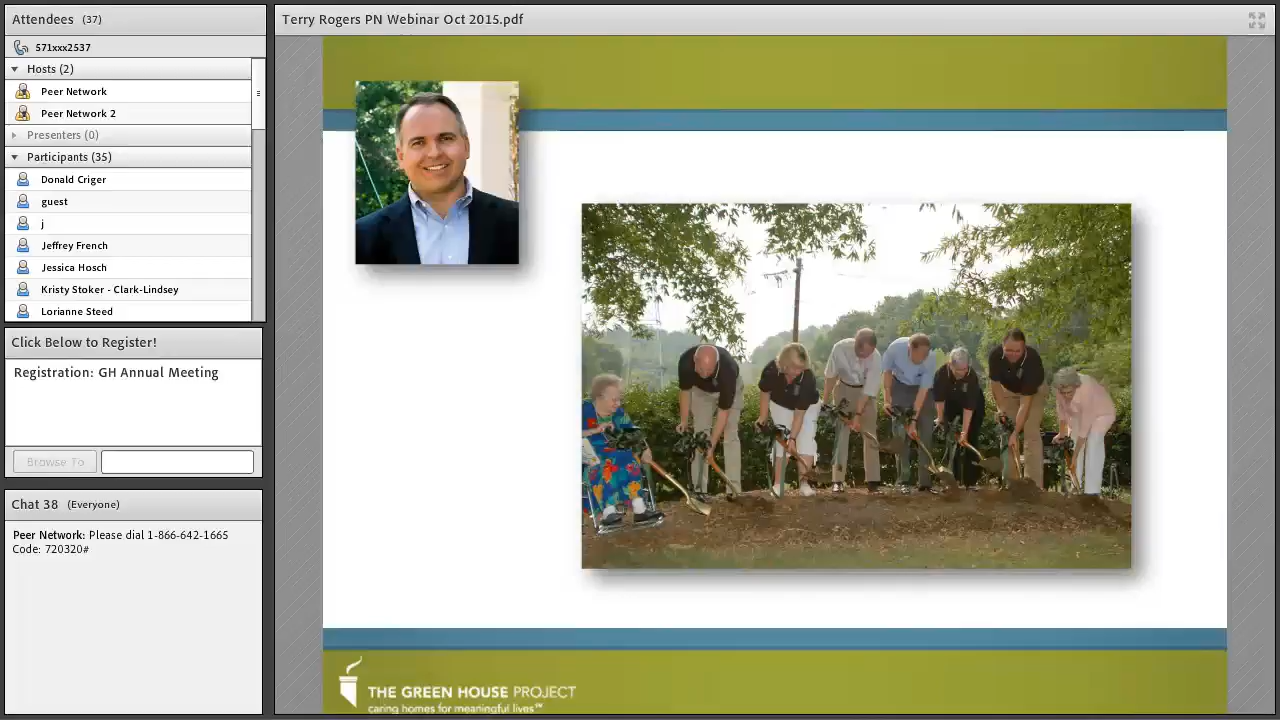 Attendees (37)
571xxx2537
Hosts (2)
Peer Network
Peer Network 2
Presenters (0)
Participants (35)
Donald Criger
guest
j
Jeffrey French
Jessica Hosch
Kristy Stoker - Clark-Lindsey
Lorianne Steed
Click Below to Register!
Registration: GH Annual Meeting
Browse To
Chat 38 (Everyone)
Peer Network: Please dial 1-866-642-1665
Code: 720320#
Terry Rogers PN Webinar Oct 2015.pdf
THE GREEN HOUSE PROJECT
caring homes for meaningful lives℠